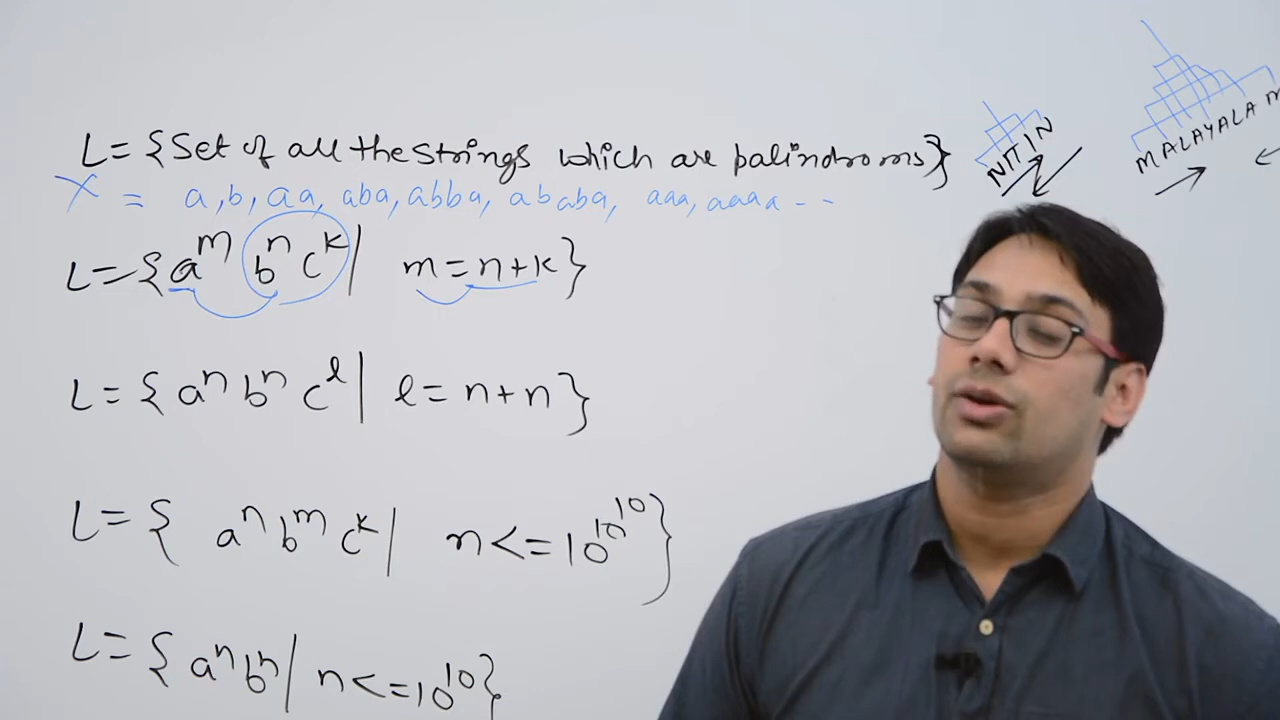 L = {Set of all the strings which are palindroms}
NITIN
MALAYALAM
X = a, b, aa, aba, abba, ababa, aaa, aaaa - -
L = {a^m b^n c^k | m = n + k}
L = {a^n b^n c^l | l = n + n}
L = { a^n b^m c^k | n <= 10^10^10}
L = {a^n b^n | n <= 10^10}